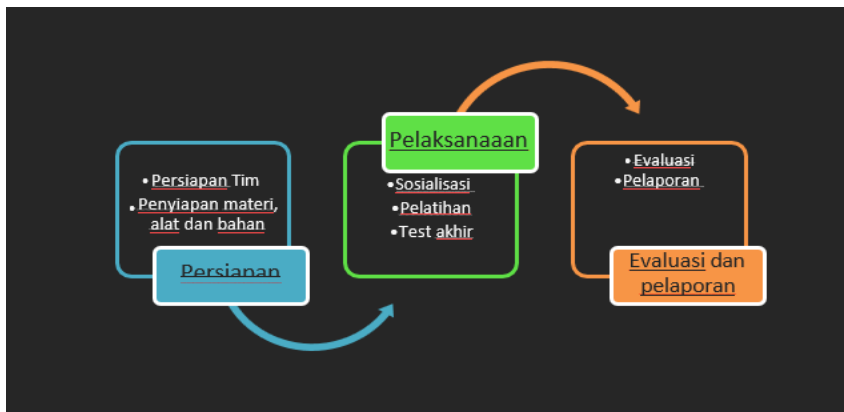 • Persiapan Tim
• Penyiapan materi,
alat dan bahan
Persiapan
Pelaksanaaan
•Sosialisasi
•Pelatihan
•Test akhir
• Evaluasi
•Pelaporan
Evaluasi dan
pelaporan